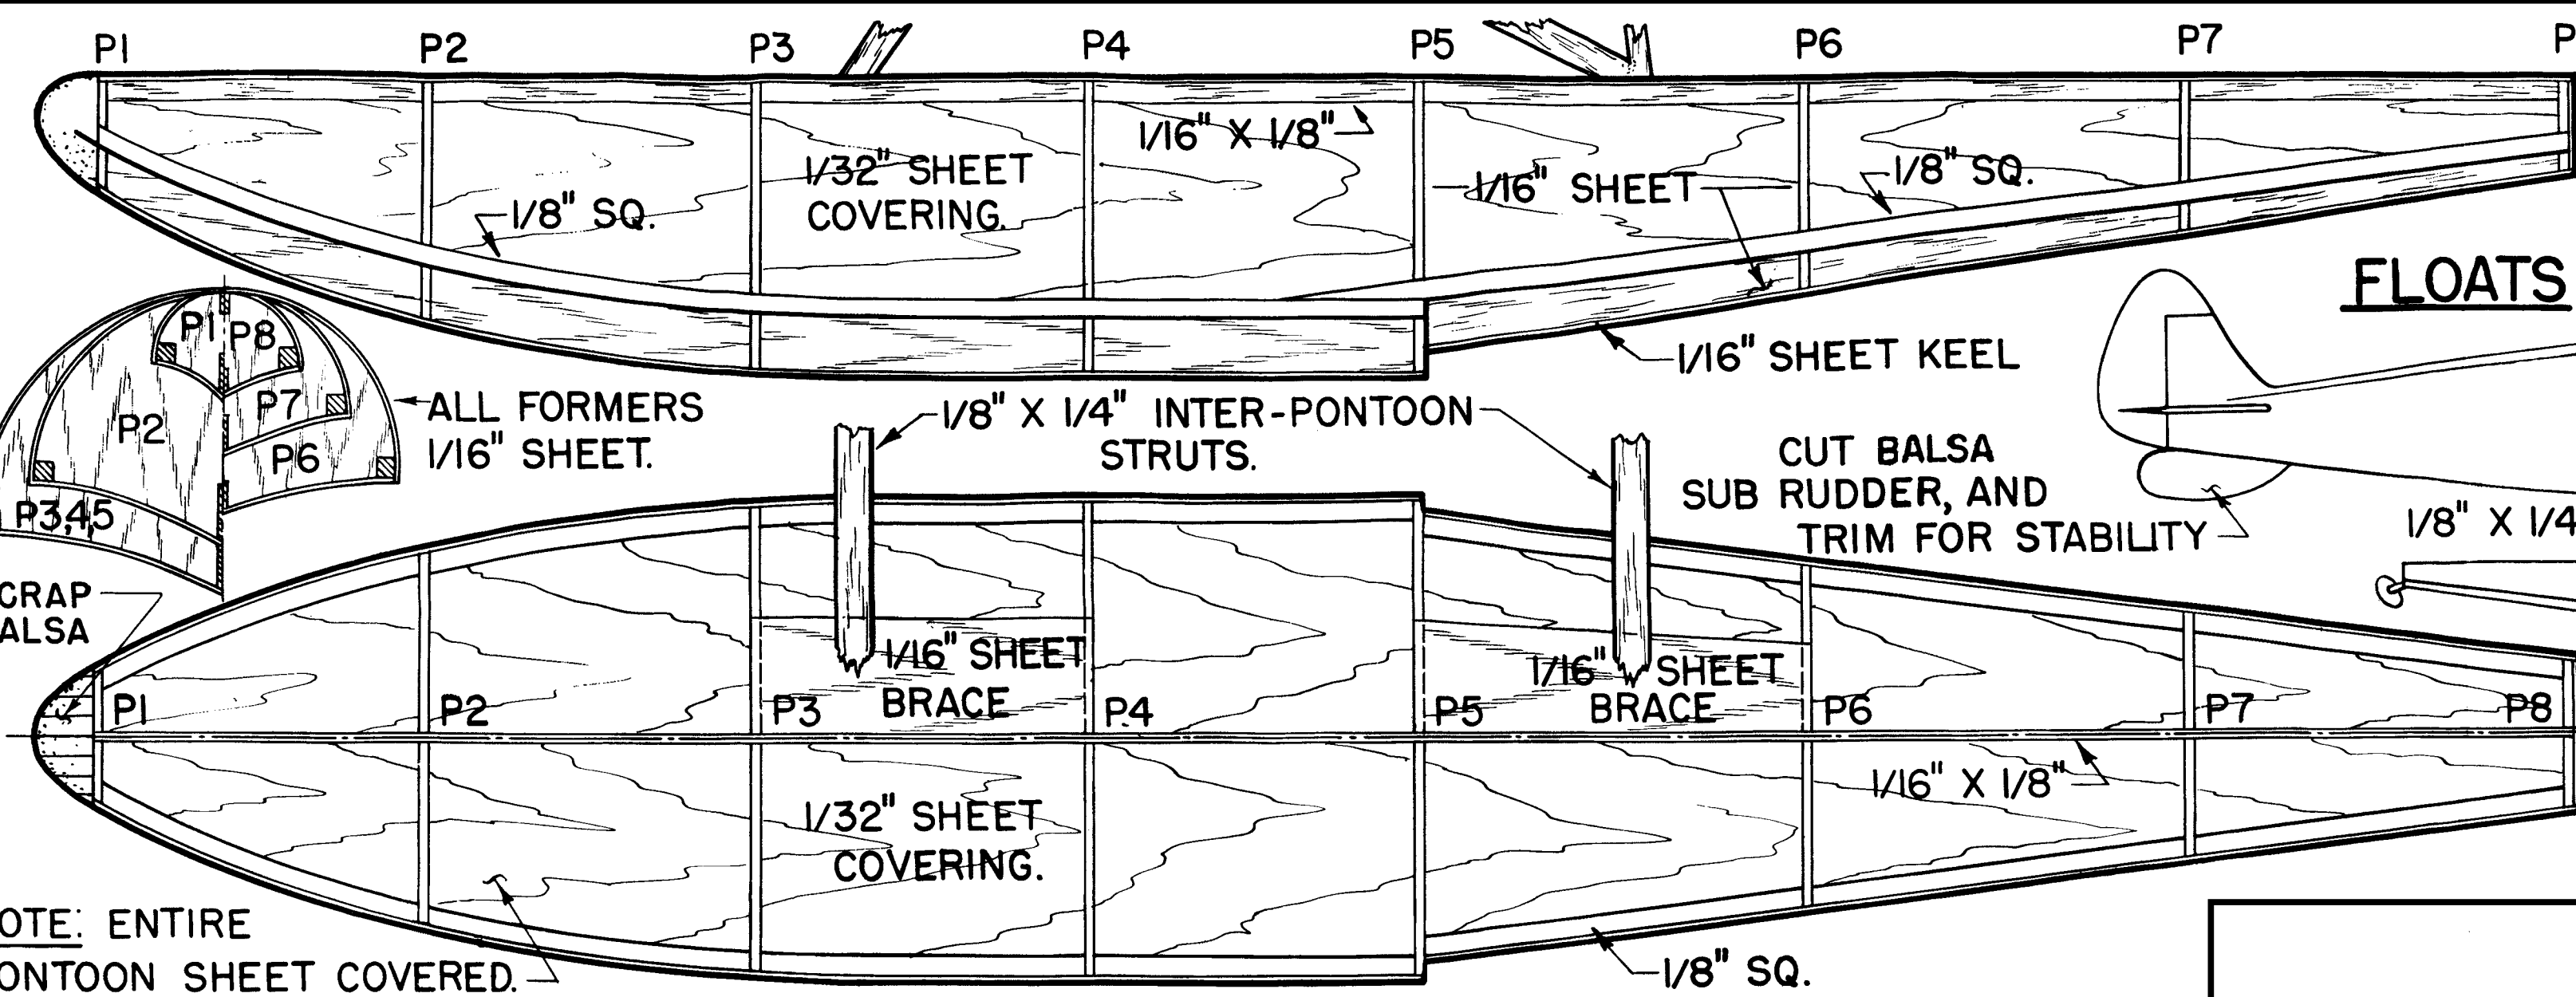 P1 P2 P3 P4 P5 P6 P7 P
1/16" X 1/8"
1/32" SHEET
COVERING.
1/8" SQ.
1/16" SHEET
1/8" SQ.
FLOATS
1/16" SHEET KEEL
P1 P8
P7
P2
P6
P3,4,5
ALL FORMERS
1/16" SHEET.
1/8" X 1/4" INTER-PONTOON
STRUTS.
CUT BALSA
SUB RUDDER, AND
TRIM FOR STABILITY
1/8" X 1/4
CRAP
ALSA
1/16" SHEET
BRACE
1/16" SHEET
BRACE
P1 P2 P3 P4 P5 P6 P7 P8
1/16" X 1/8"
1/32" SHEET
COVERING.
OTE: ENTIRE
ONTOON SHEET COVERED.
1/8" SQ.